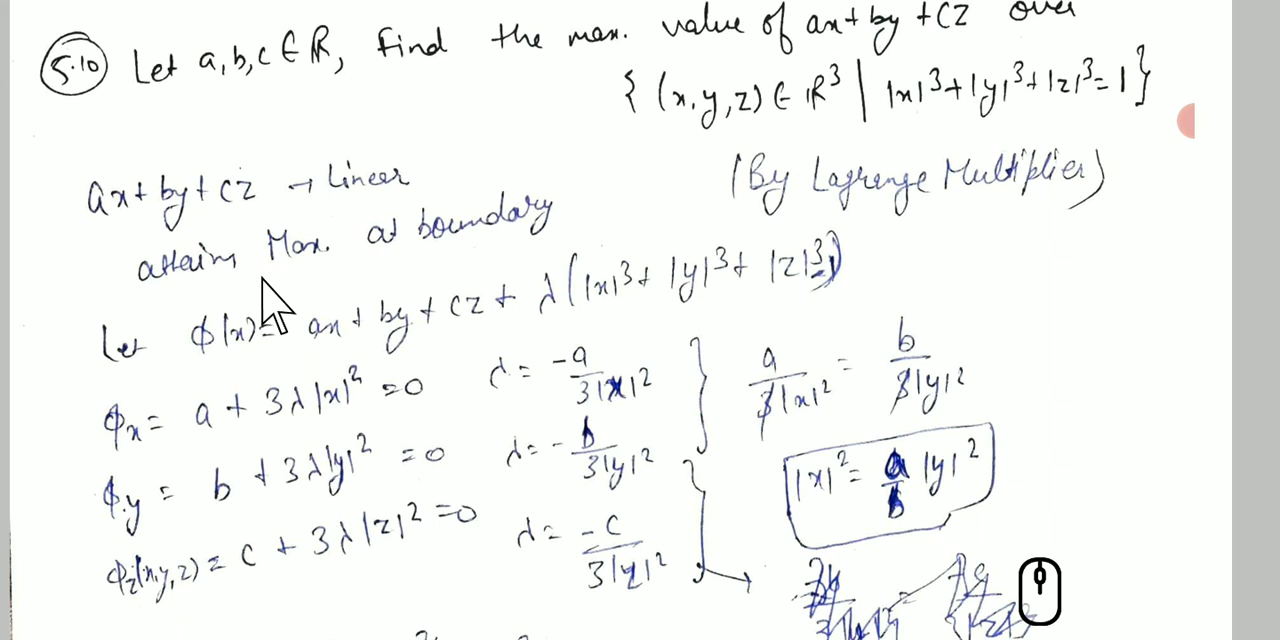 5.10 Let a,b,c ∈ ℝ, Find the max. value of ax+by+cz over
{ (x,y,z) ∈ ℝ³ | |x|³+|y|³+|z|³=1 }
ax+by+cz → Linear
(By Lagrange Multiplier)
attains Max. at boundary
Let ϕ(x)= ax+by+cz+ λ(|x|³+|y|³+|z|³-1)
ϕx = a + 3λ|x|² =0 λ = -a/3|x|²
a/3|x|² = b/3|y|²
ϕy = b + 3λ|y|² =0 λ = -b/3|y|²
|x|² = a/b |y|²
ϕz(x,y,z) = c + 3λ|z|² =0 λ = -c/3|z|²